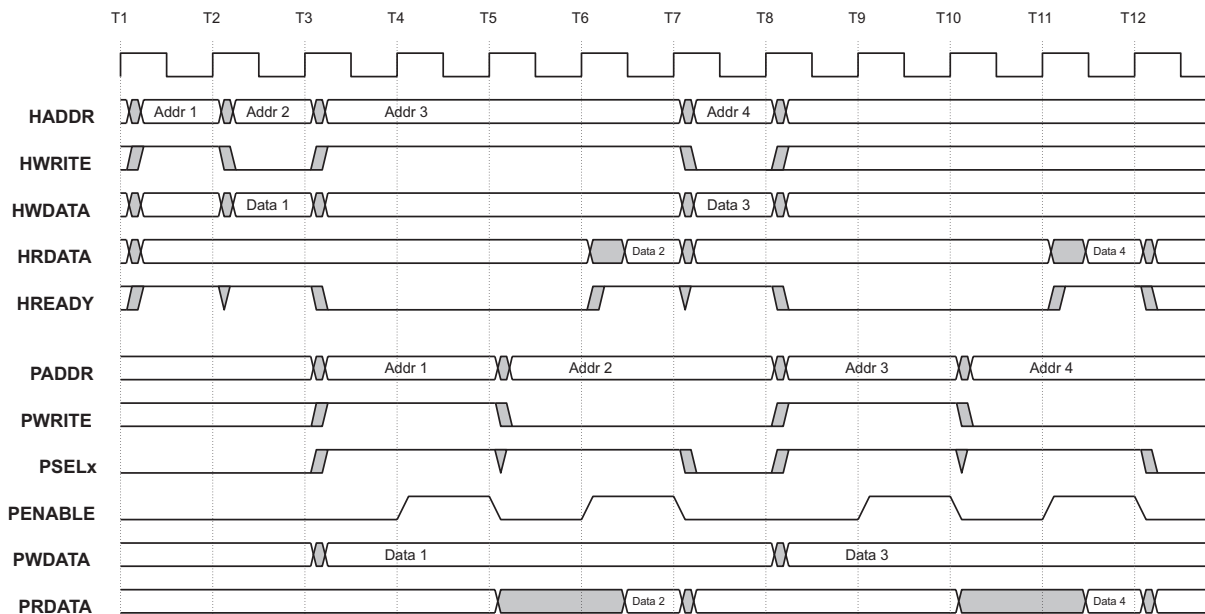 T1 T2 T3 T4 T5 T6 T7 T8 T9 T10 T11 T12
HADDR Addr 1 Addr 2 Addr 3 Addr 4
HWRITE
HWDATA Data 1 Data 3
HRDATA Data 2 Data 4
HREADY
PADDR Addr 1 Addr 2 Addr 3 Addr 4
PWRITE
PSELx
PENABLE
PWDATA Data 1 Data 3
PRDATA Data 2 Data 4